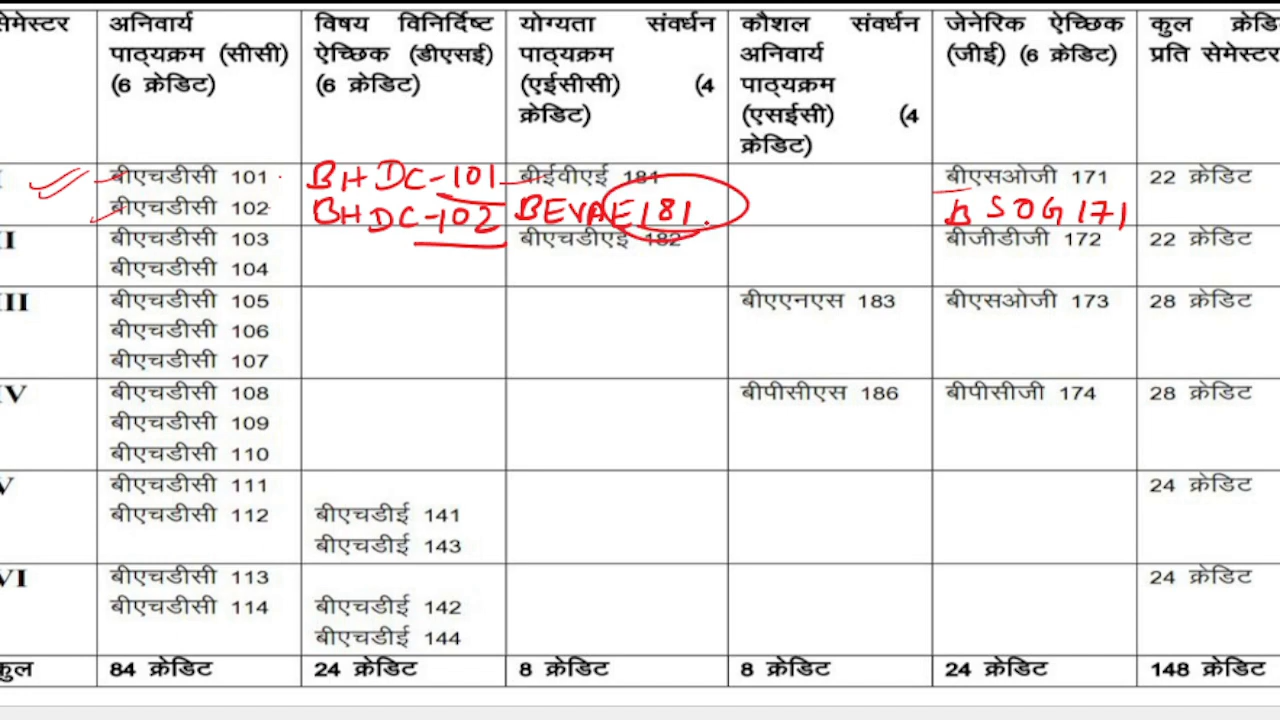 सेमेस्टर
अनिवार्य
पाठ्यक्रम (सीसी)
(6 क्रेडिट)
विषय विनिर्दिष्ट
ऐच्छिक (डीएसई)
(6 क्रेडिट)
योग्यता संवर्धन
पाठ्यक्रम
(एईसीसी) (4
क्रेडिट)
कौशल संवर्धन
अनिवार्य
पाठ्यक्रम
(एसईसी) (4
क्रेडिट)
जेनेरिक ऐच्छिक
(जीई) (6 क्रेडिट)
कुल क्रेडि
प्रति सेमेस्टर
I
बीएचडीसी 101
BHDC-101
बीईवीएई 181
बीएसओजी 171
22 क्रेडिट
बीएचडीसी 102
BHDC-102
BEVAE 181.
BSOG 171
II
बीएचडीसी 103
बीएचडीएई 182
बीजीडीजी 172
22 क्रेडिट
बीएचडीसी 104
III
बीएचडीसी 105
बीएएनएस 183
बीएसओजी 173
28 क्रेडिट
बीएचडीसी 106
बीएचडीसी 107
IV
बीएचडीसी 108
बीपीसीएस 186
बीपीसीजी 174
28 क्रेडिट
बीएचडीसी 109
बीएचडीसी 110
V
बीएचडीसी 111
24 क्रेडिट
बीएचडीसी 112
बीएचडीई 141
बीएचडीई 143
VI
बीएचडीसी 113
24 क्रेडिट
बीएचडीसी 114
बीएचडीई 142
बीएचडीई 144
कुल
84 क्रेडिट
24 क्रेडिट
8 क्रेडिट
8 क्रेडिट
24 क्रेडिट
148 क्रेडिट